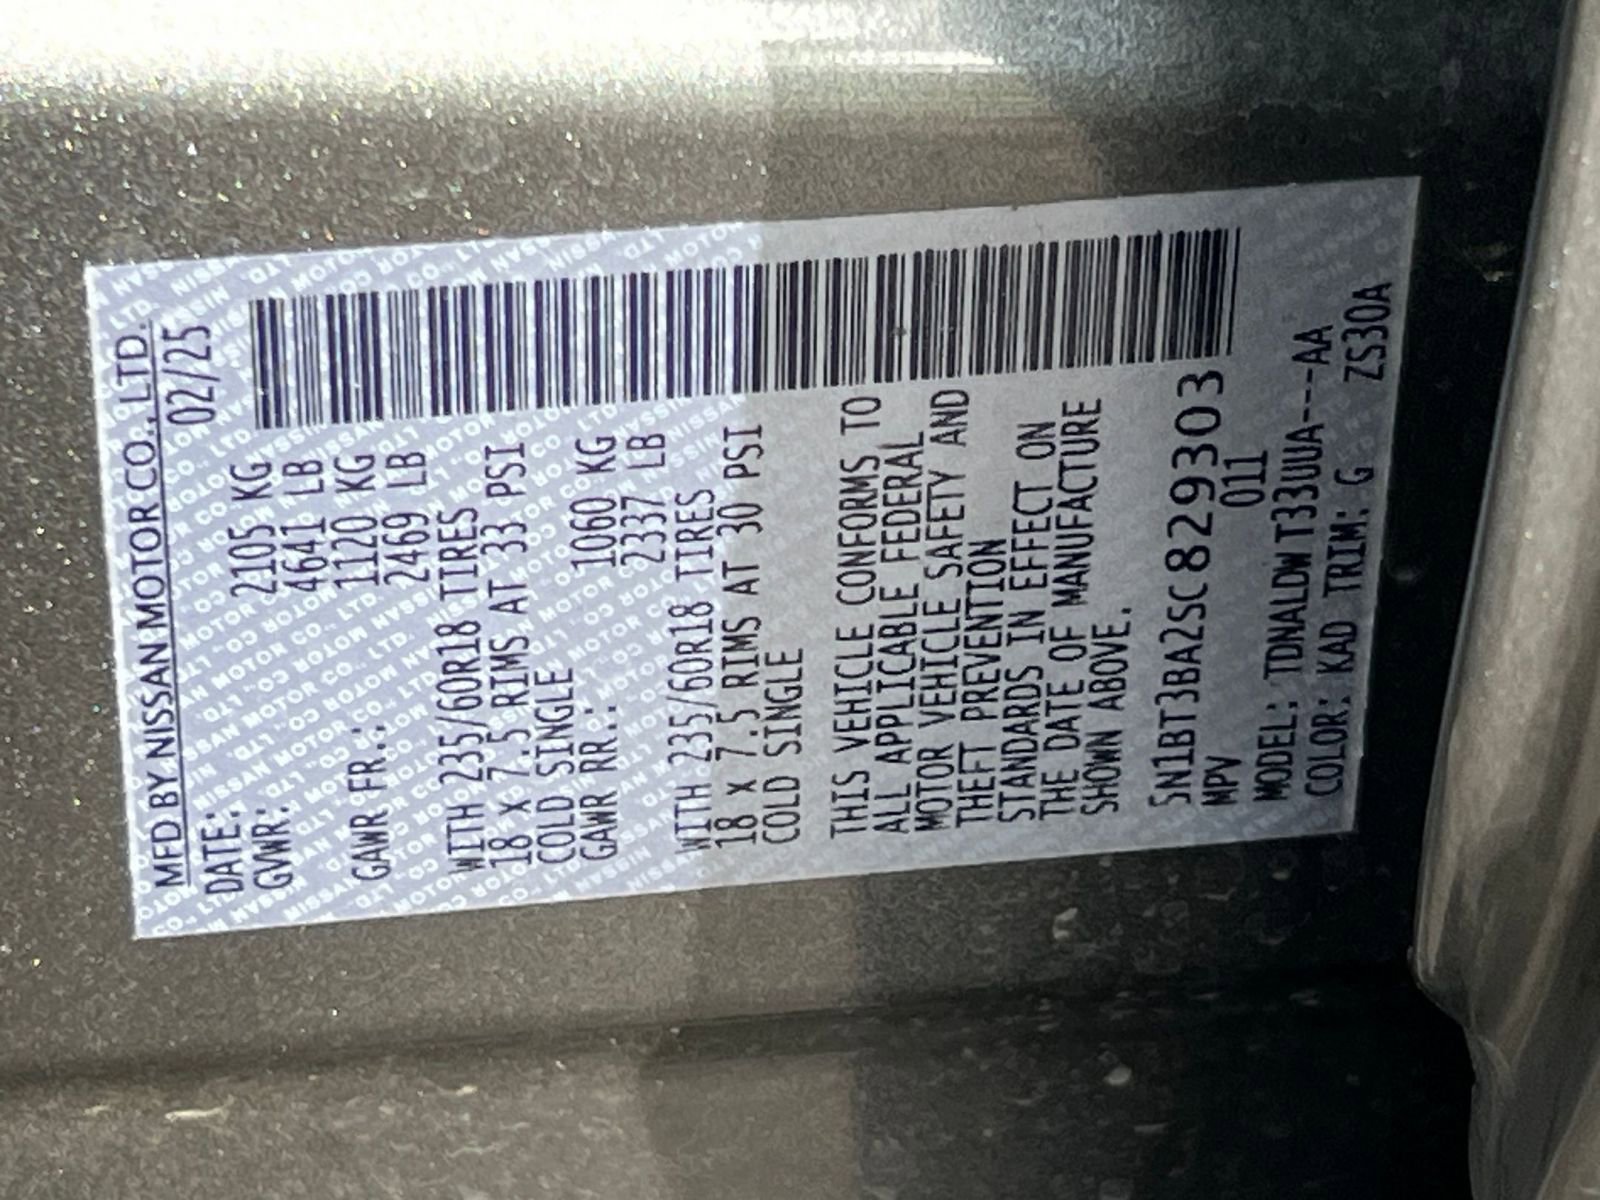 MFD BY NISSAN MOTOR CO., LTD.
DATE: 02/25
GVWR: 2105 KG
4641 LB
GAWR FR.: 1120 KG
2469 LB
WITH 235/60R18 TIRES
18 X 7.5 RIMS AT 33 PSI
COLD SINGLE
GAWR RR.: 1060 KG
2337 LB
WITH 235/60R18 TIRES
18 X 7.5 RIMS AT 30 PSI
COLD SINGLE
THIS VEHICLE CONFORMS TO
ALL APPLICABLE FEDERAL
MOTOR VEHICLE SAFETY AND
THEFT PREVENTION
STANDARDS IN EFFECT ON
THE DATE OF MANUFACTURE
SHOWN ABOVE.
5N1BT3BA2SC829303
MPV 011
MODEL: TDNALDW T33UUA---AA
COLOR: KAD TRIM: G ZS30A